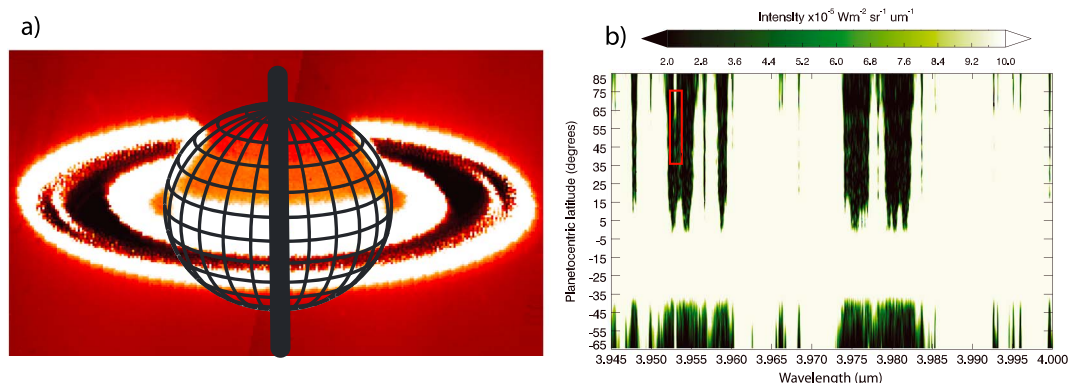 a)
b)
Intensity x10⁻⁵ Wm⁻² sr⁻¹ um⁻¹
2.0 2.8 3.6 4.4 5.2 6.0 6.8 7.6 8.4 9.2 10.0
Planetocentric latitude (degrees)
85
75
65
55
45
35
25
15
5
-5
-15
-25
-35
-45
-55
-65
3.945 3.950 3.955 3.960 3.965 3.970 3.975 3.980 3.985 3.990 3.995 4.000
Wavelength (μm)